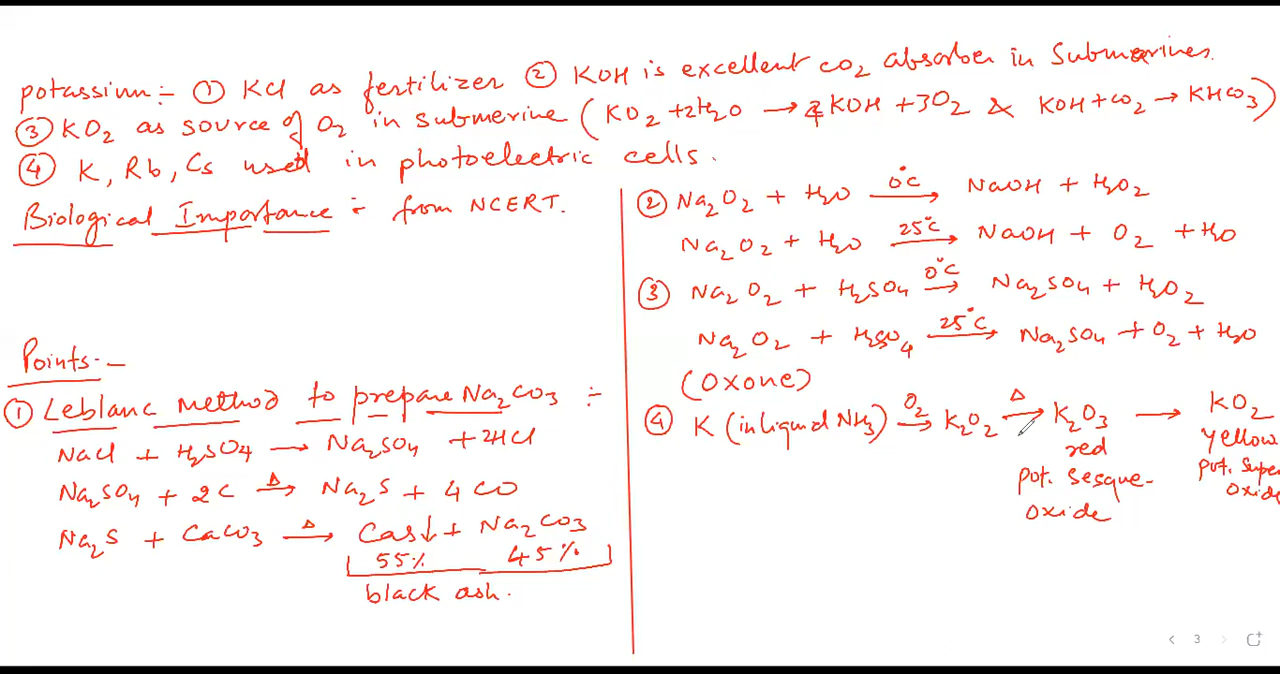 potassium:- ① KCl as fertilizer ② KOH is excellent CO2 absorber in Submarines.
③ KO2 as source of O2 in submerine (KO2 + 2H2O → 4 KOH + 3O2 & KOH + CO2 → KHCO3)
④ K, Rb, Cs used in photoelectric cells.
Biological Importance :- from NCERT.
Points:-
① Leblanc method to prepare Na2CO3 :-
NaCl + H2SO4 → Na2SO4 + 2HCl
Na2SO4 + 2C →Δ Na2S + 4CO
Na2S + CaCO3 →Δ CaS↓ + Na2CO3
55% 45%
black ash.
② Na2O2 + H2O →0°C NaOH + H2O2
Na2O2 + H2O →25°C NaOH + O2 + H2O
③ Na2O2 + H2SO4 →0°C Na2SO4 + H2O2
Na2O2 + H2SO4 →25°C Na2SO4 + O2 + H2O
(Oxone)
④ K (in liquid NH3) →O2 K2O2 →Δ K2O3 → KO2
red yellow
pot. Sesque- pot. Super
oxide oxide
3